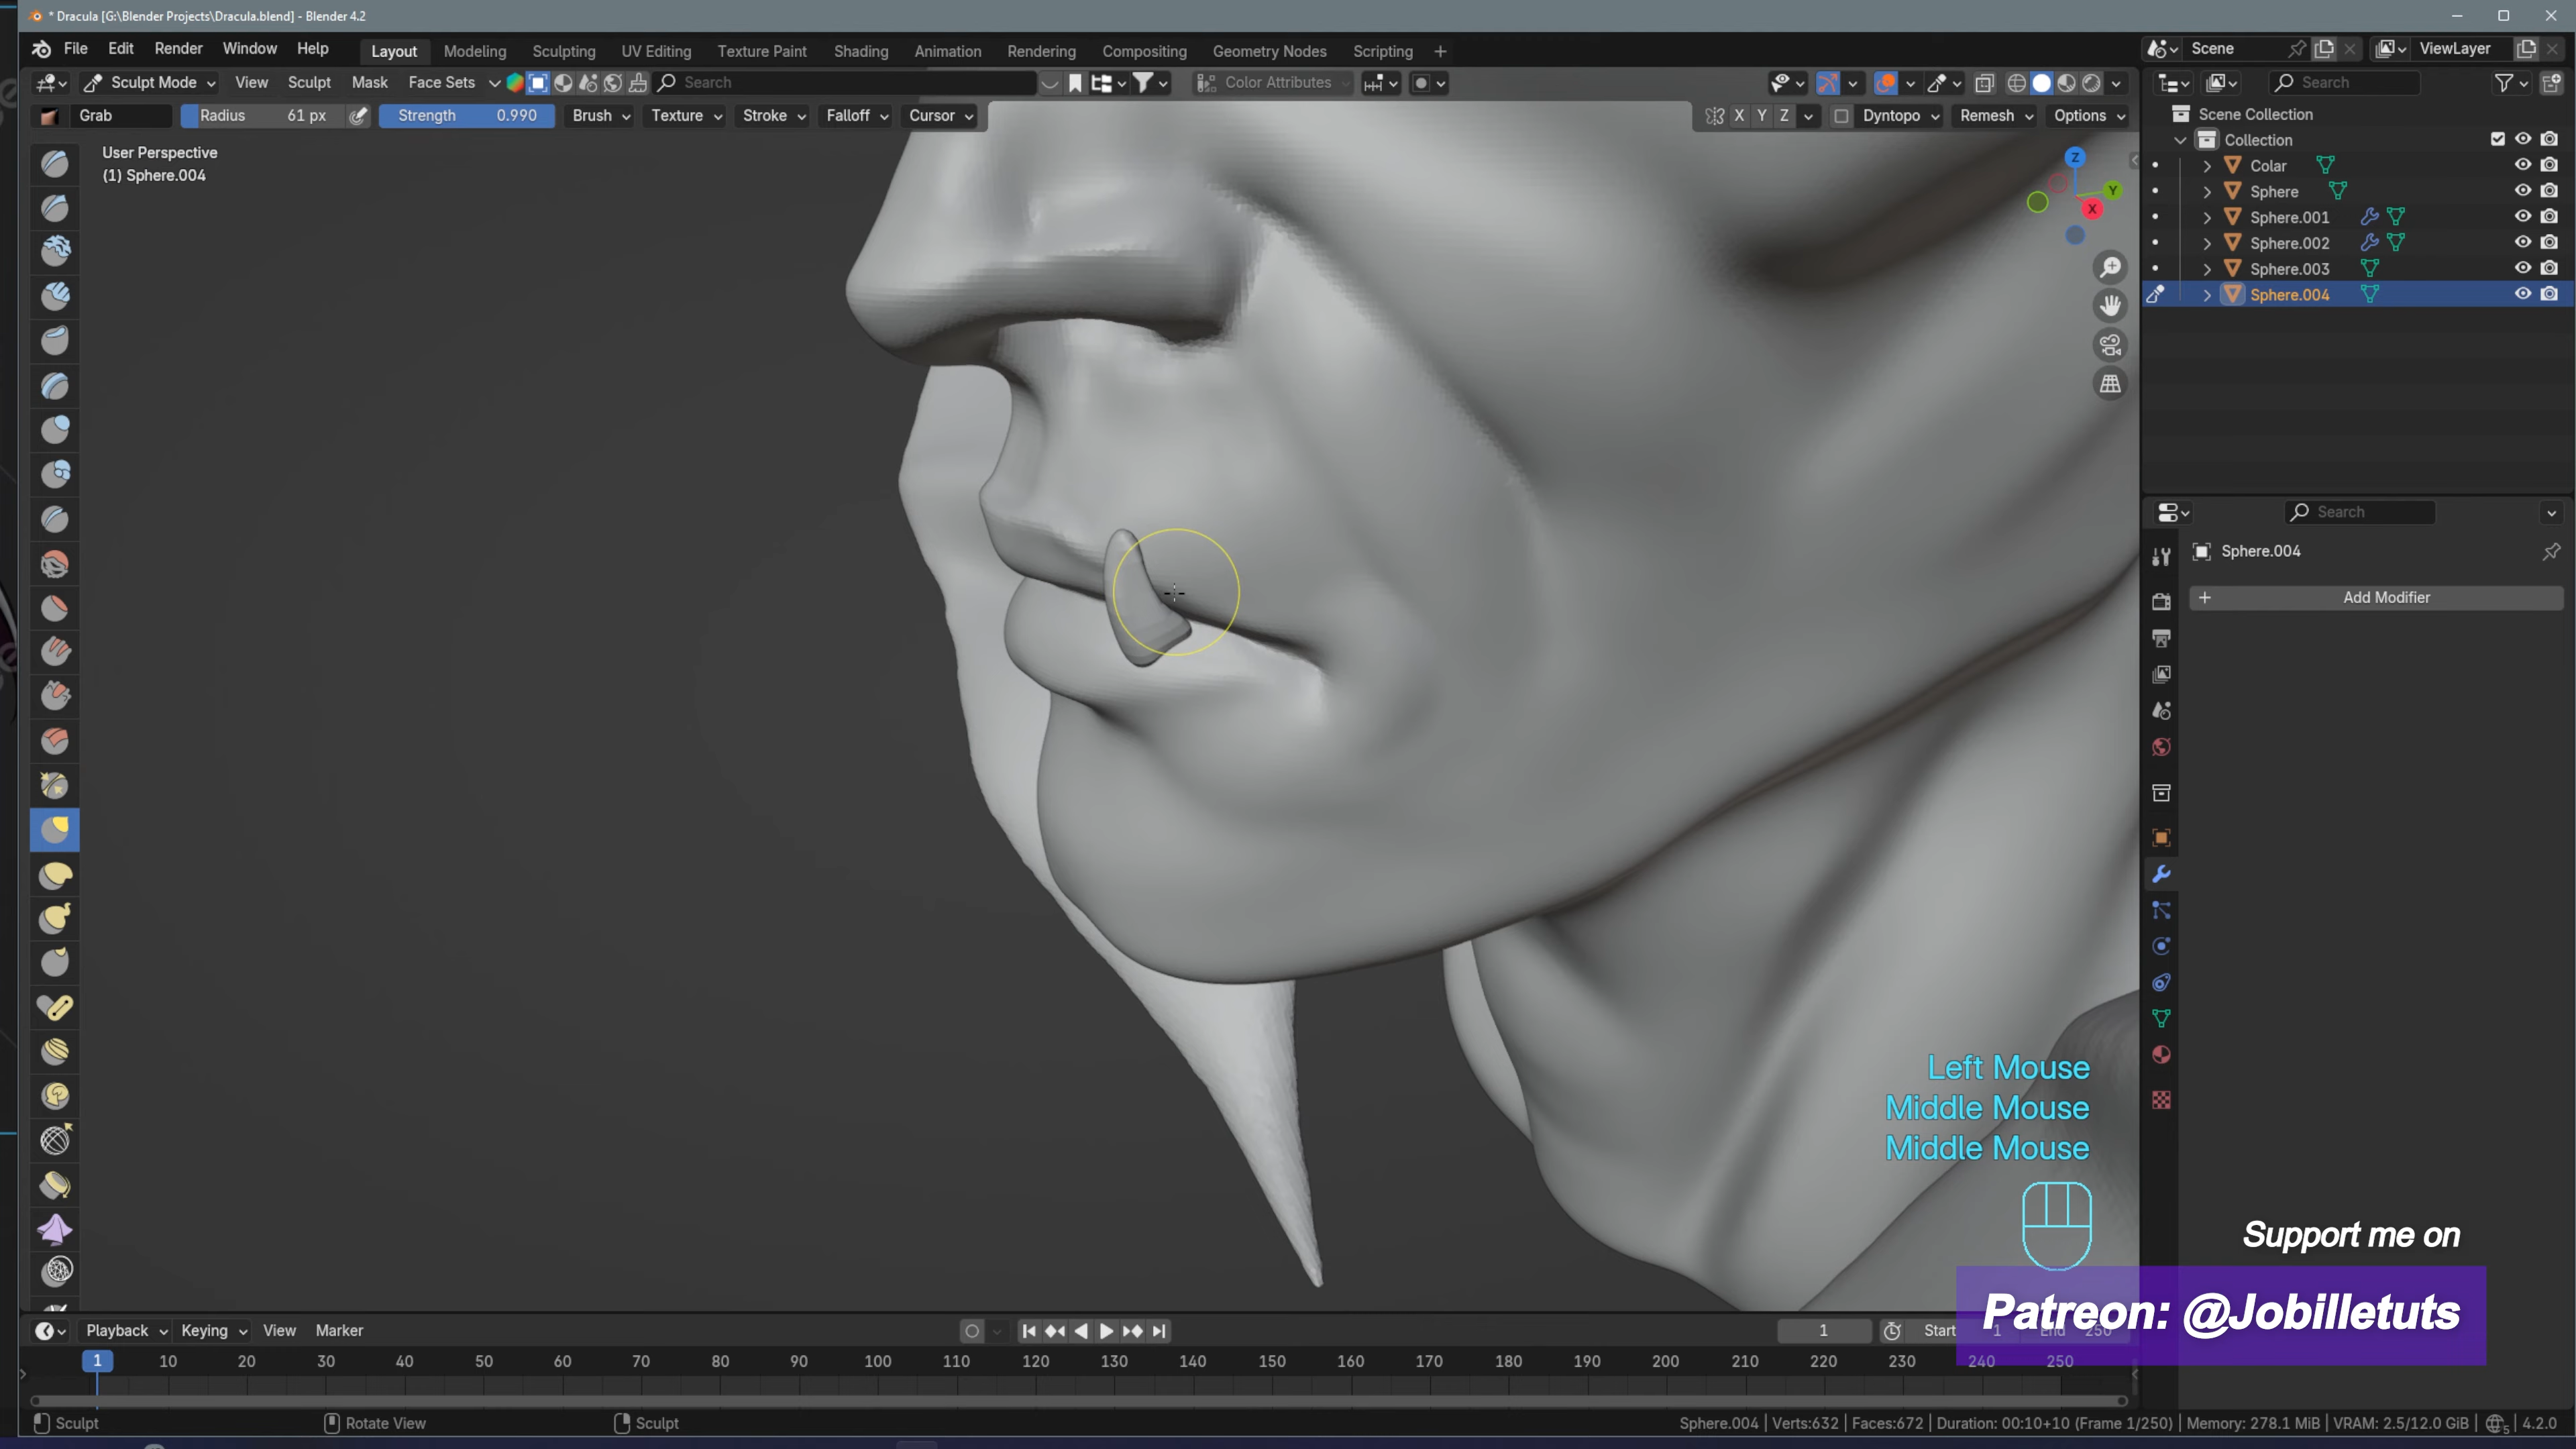 * Dracula [G:\Blender Projects\Dracula.blend] - Blender 4.2
File Edit Render Window Help Layout Modeling Sculpting UV Editing Texture Paint Shading Animation Rendering Compositing Geometry Nodes Scripting + Scene ViewLayer
Sculpt Mode View Sculpt Mask Face Sets Search Color Attributes Search
Grab Radius 61 px Strength 0.990 Brush Texture Stroke Falloff Cursor X Y Z Dyntopo Remesh Options
User Perspective
(1) Sphere.004
Z
Y
X
Scene Collection
Collection
Colar
Sphere
Sphere.001
Sphere.002
Sphere.003
Sphere.004
Search
Sphere.004
+ Add Modifier
Left Mouse
Middle Mouse
Middle Mouse
Support me on
Patreon: @Jobilletuts
Playback Keying View Marker 1 Start 1 End 250
1 10 20 30 40 50 60 70 80 90 100 110 120 130 140 150 160 170 180 190 200 210 220 230 240 250
Sculpt Rotate View Sculpt Sphere.004 | Verts:632 | Faces:672 | Duration: 00:10+10 (Frame 1/250) | Memory: 278.1 MiB | VRAM: 2.5/12.0 GiB | 5 | 4.2.0